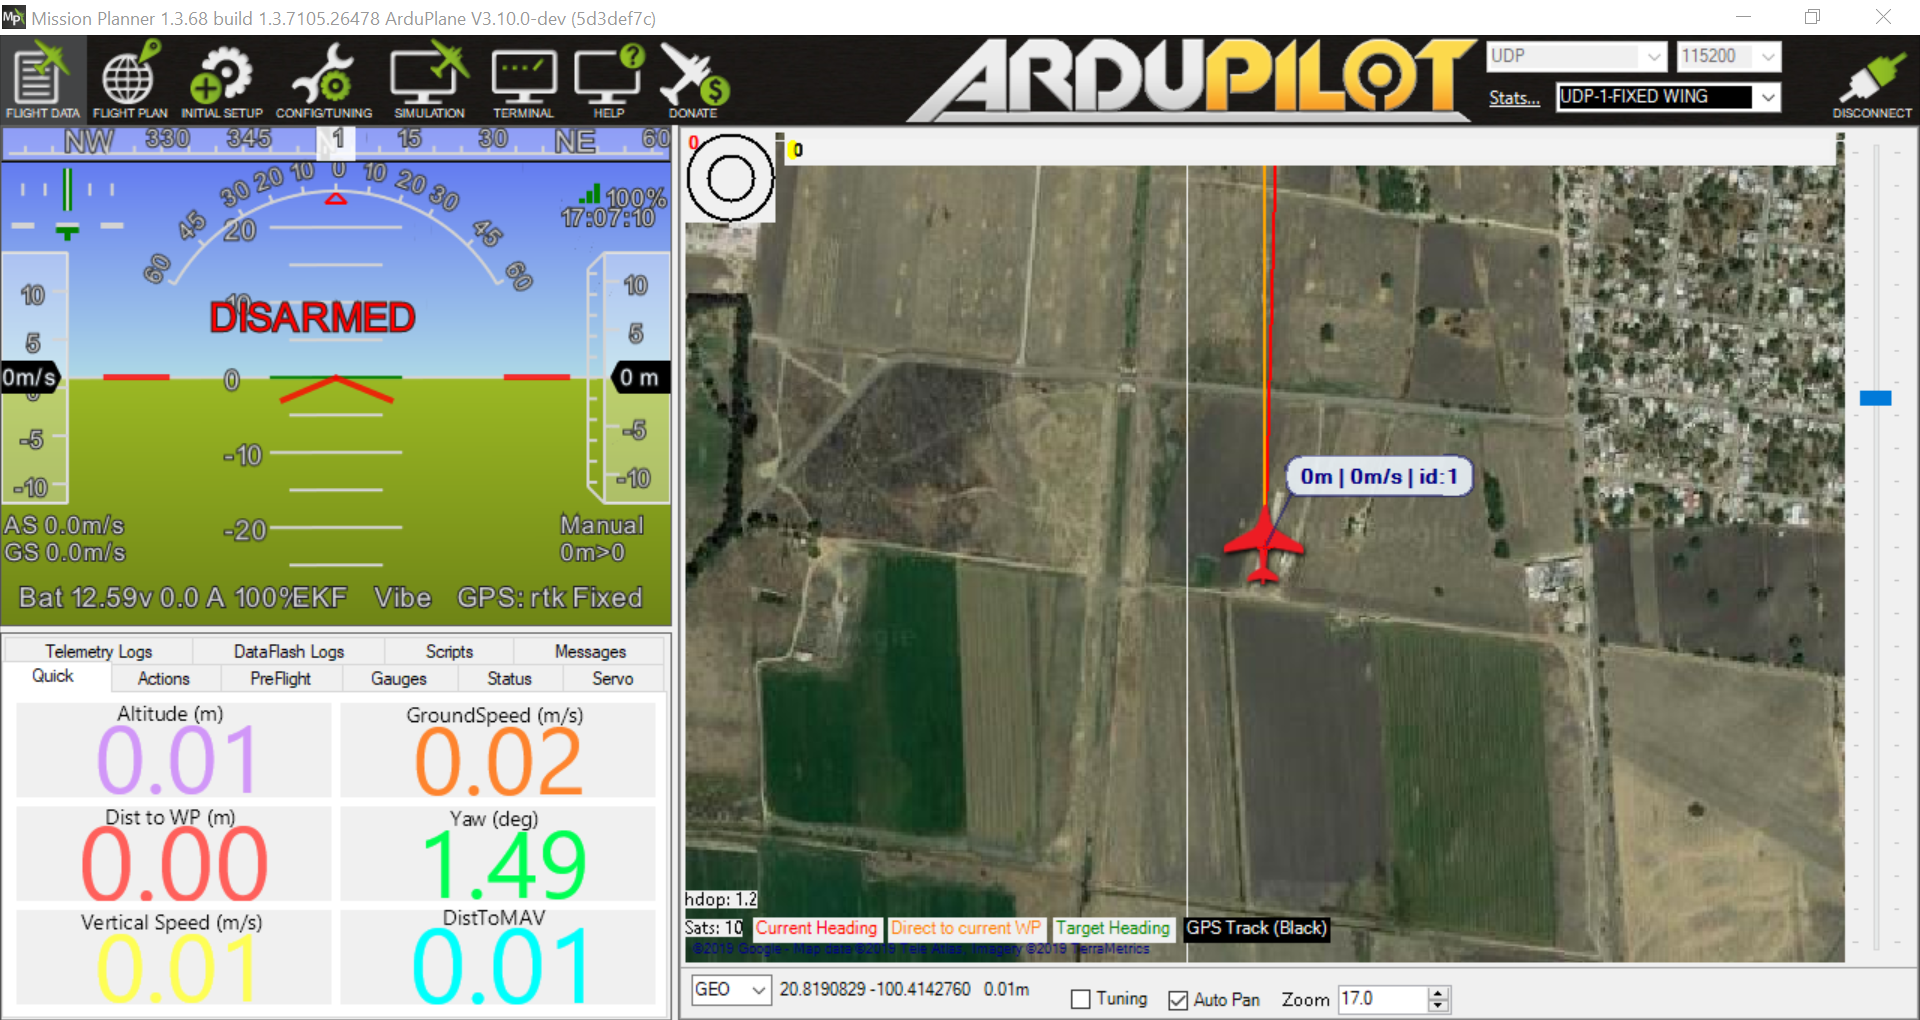 Mission Planner 1.3.68 build 1.3.7105.26478 ArduPlane V3.10.0-dev (5d3def7c)
FLIGHT DATA FLIGHT PLAN INITIAL SETUP CONFIG/TUNING SIMULATION TERMINAL HELP DONATE
ARDUPILOT
UDP 115200
Stats... UDP-1-FIXED WING
DISCONNECT
NW 330 345 1 15 30 NE 60
60 45 30 20 10 0 10 20 30 45 60
100%
17:07:10
20
10
DISARMED
0
-10
-20
10
5
0m/s
0
-5
-10
10
5
0 m
-5
-10
AS 0.0m/s
GS 0.0m/s
Manual
0m>0
Bat 12.59v 0.0 A 100% EKF Vibe GPS: rtk Fixed
Telemetry Logs DataFlash Logs Scripts Messages
Quick Actions PreFlight Gauges Status Servo
Altitude (m) GroundSpeed (m/s)
0.01 0.02
Dist to WP (m) Yaw (deg)
0.00 1.49
Vertical Speed (m/s) DistToMAV
0.01 0.01
0
0
0m | 0m/s | id:1
hdop: 1.2
Sats: 10 Current Heading Direct to current WP Target Heading GPS Track (Black)
©2019 Google - Map data ©2019 Tele Atlas, Imagery ©2019 TerraMetrics
GEO 20.8190829 -100.4142760 0.01m Tuning Auto Pan Zoom 17.0